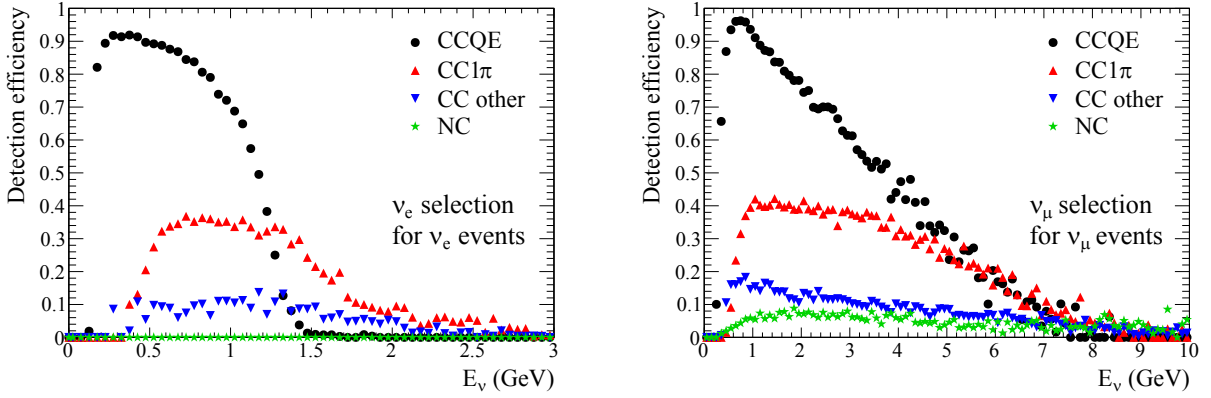 Detection efficiency
1
0.9
0.8
0.7
0.6
0.5
0.4
0.3
0.2
0.1
0
CCQE
CC1π
CC other
NC
νe selection
for νe events
0 0.5 1 1.5 2 2.5 3
Eν (GeV)
Detection efficiency
1
0.9
0.8
0.7
0.6
0.5
0.4
0.3
0.2
0.1
0
CCQE
CC1π
CC other
NC
νμ selection
for νμ events
0 1 2 3 4 5 6 7 8 9 10
Eν (GeV)